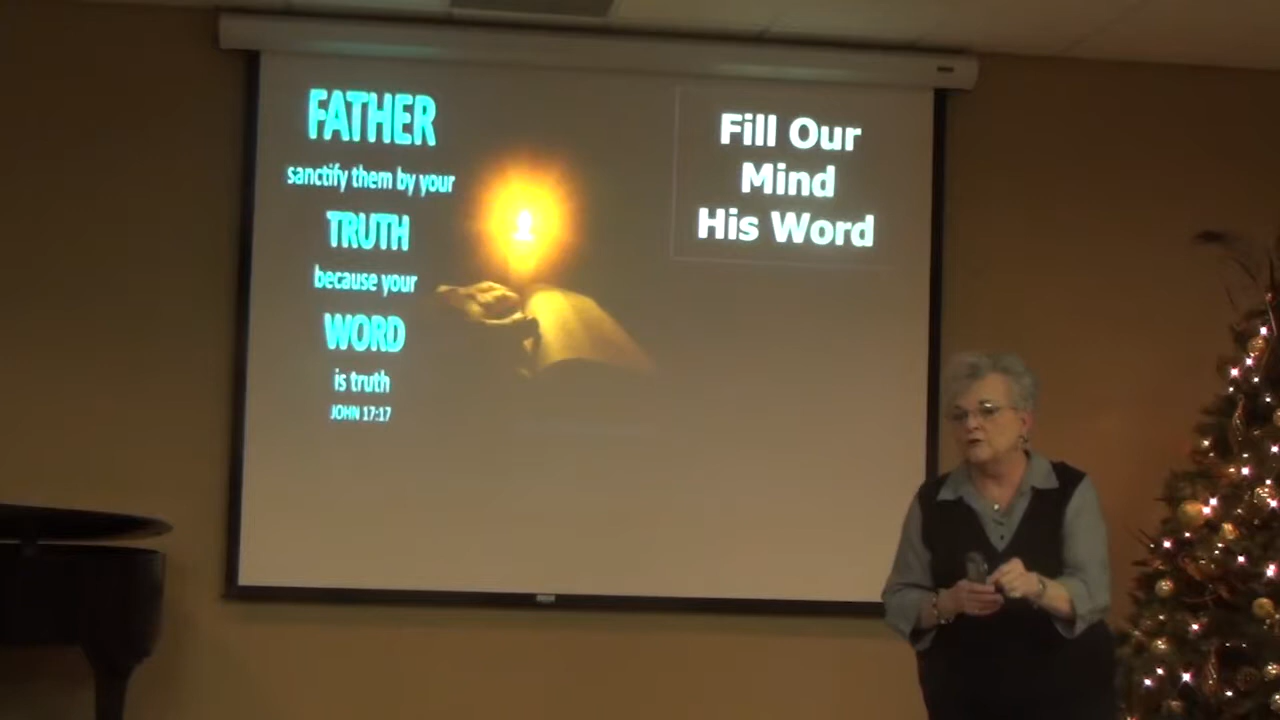 FATHER
sanctify them by your
TRUTH
because your
WORD
is truth
JOHN 17:17
Fill Our
Mind
His Word